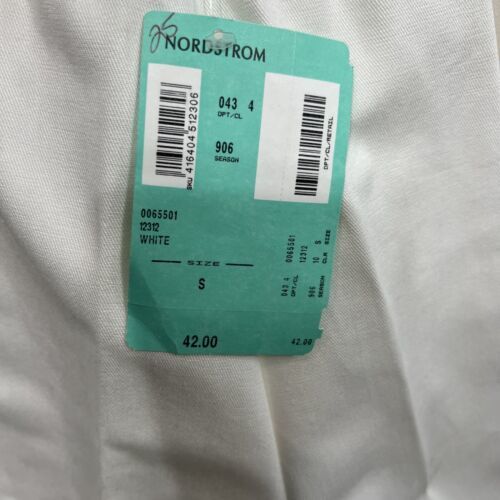 NORDSTROM
SKU 416404 512306
043 4
DPT/CL
906
SEASON
DPT/CL/RETAIL
0065501
12312
WHITE
SIZE
S
42.00
043 4 0065501
DPT/CL 12312
906 10 S
SEASON CLR SIZE
42.00